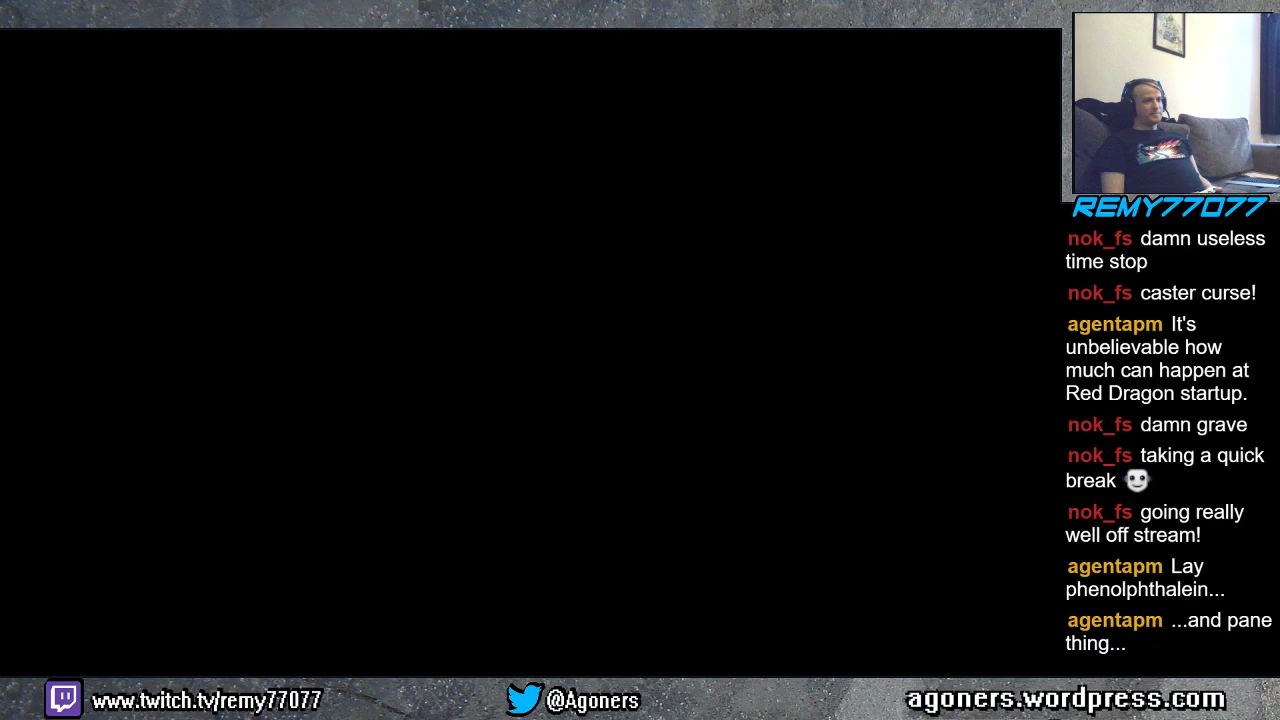 REMY77077
nok_fs damn useless
time stop
nok_fs caster curse!
agentapm It's
unbelievable how
much can happen at
Red Dragon startup.
nok_fs damn grave
nok_fs taking a quick
break
nok_fs going really
well off stream!
agentapm Lay
phenolphthalein...
agentapm ...and pane
thing...
www.twitch.tv/remy77077
@Agoners
agoners.wordpress.com